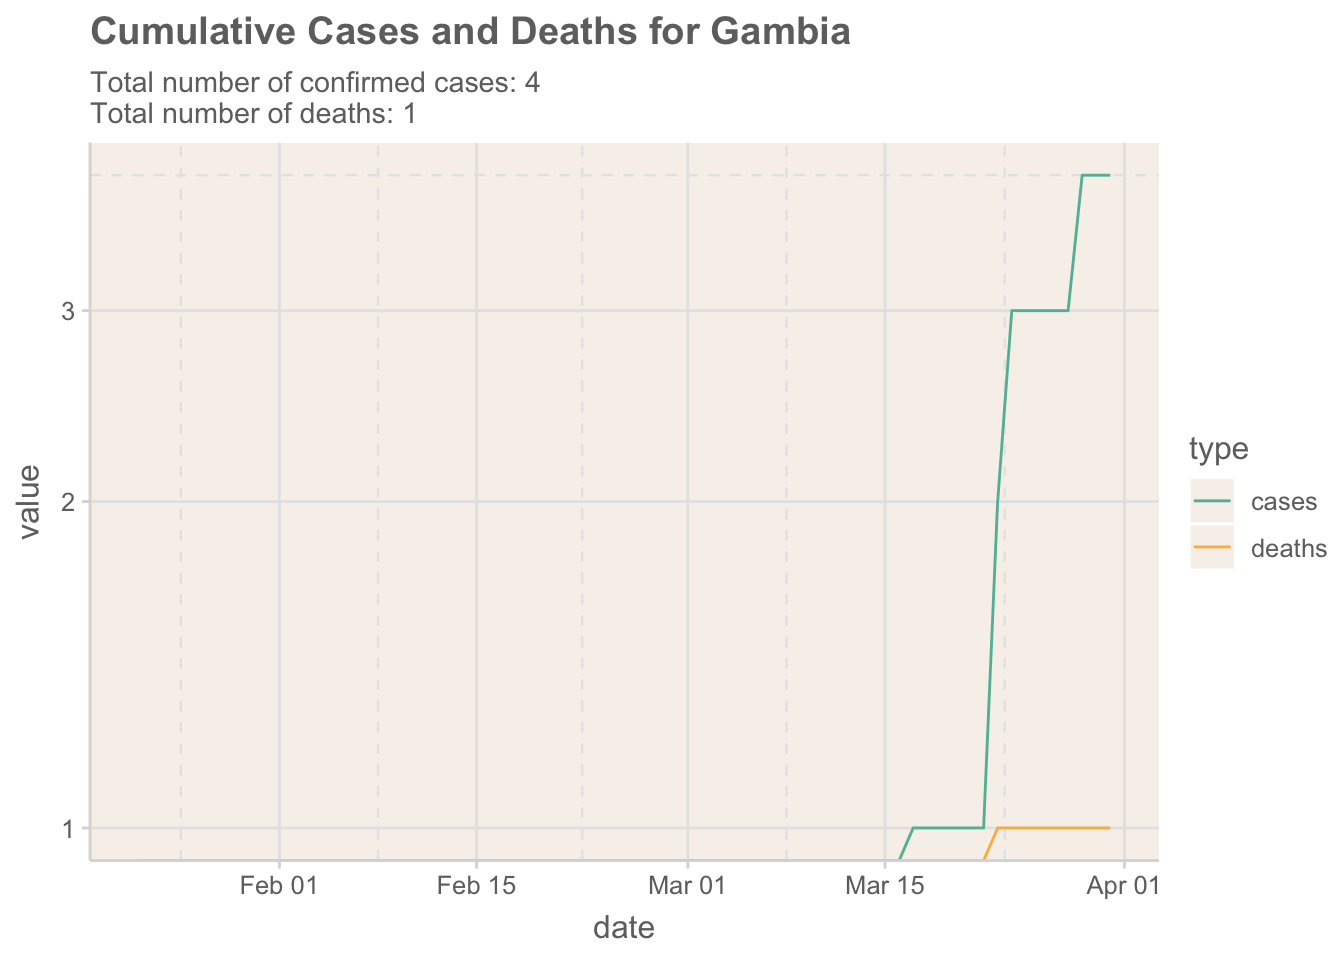 Cumulative Cases and Deaths for Gambia
Total number of confirmed cases: 4
Total number of deaths: 1
3
2
1
value
Feb 01
Feb 15
Mar 01
Mar 15
Apr 01
date
type
cases
deaths